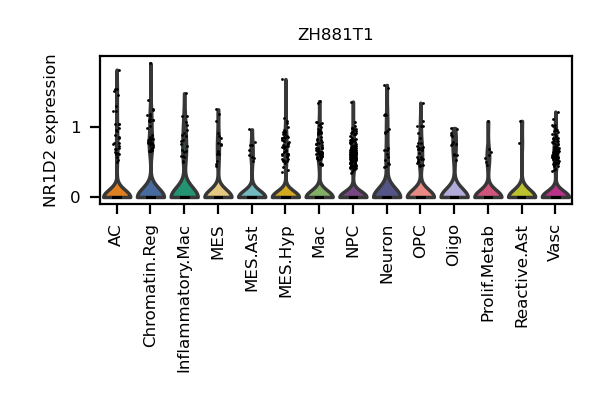 ZH881T1
NR1D2 expression
1
0
AC
Chromatin.Reg
Inflammatory.Mac
MES
MES.Ast
MES.Hyp
Mac
NPC
Neuron
OPC
Oligo
Prolif.Metab
Reactive.Ast
Vasc